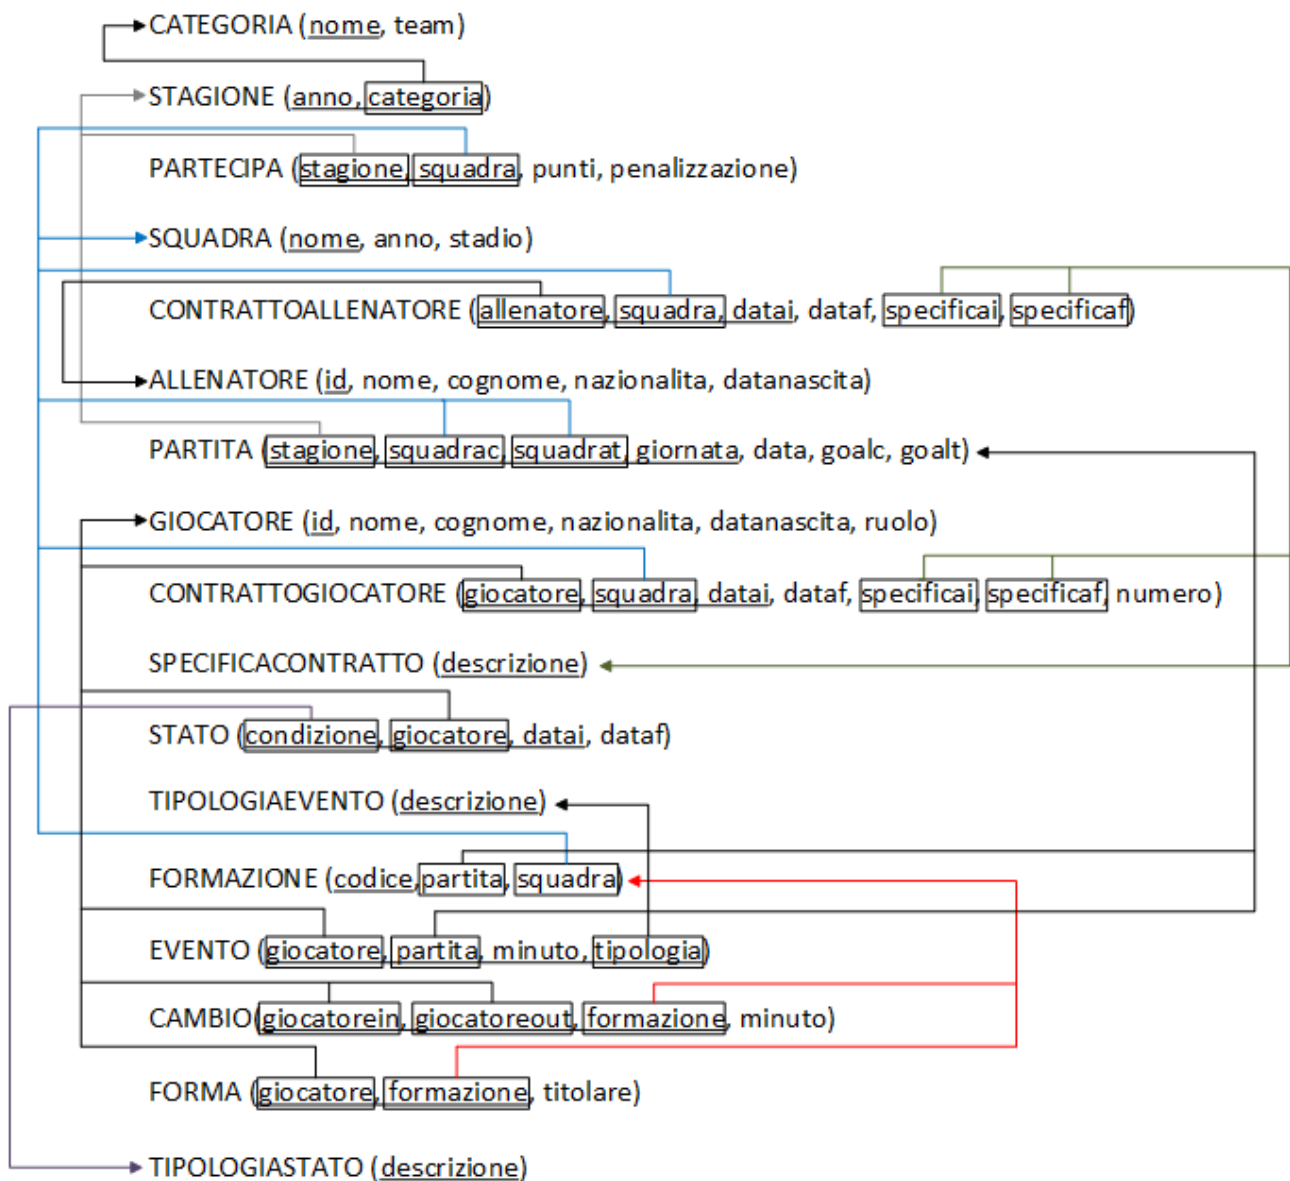 CATEGORIA (nome, team)
STAGIONE (anno, categoria)
PARTECIPA (stagione, squadra, punti, penalizzazione)
SQUADRA (nome, anno, stadio)
CONTRATTOALLENATORE (allenatore, squadra, datai, dataf, specificai, specificaf)
ALLENATORE (id, nome, cognome, nazionalita, datanascita)
PARTITA (stagione, squadrac, squadrat, giornata, data, goalc, goalt)
GIOCATORE (id, nome, cognome, nazionalita, datanascita, ruolo)
CONTRATTOGIOCATORE (giocatore, squadra, datai, dataf, specificai, specificaf, numero)
SPECIFICACONTRATTO (descrizione)
STATO (condizione, giocatore, datai, dataf)
TIPOLOGIAEVENTO (descrizione)
FORMAZIONE (codice,partita, squadra)
EVENTO (giocatore, partita, minuto, tipologia)
CAMBIO(giocatorein, giocatoreout, formazione, minuto)
FORMA (giocatore, formazione, titolare)
TIPOLOGIASTATO (descrizione)